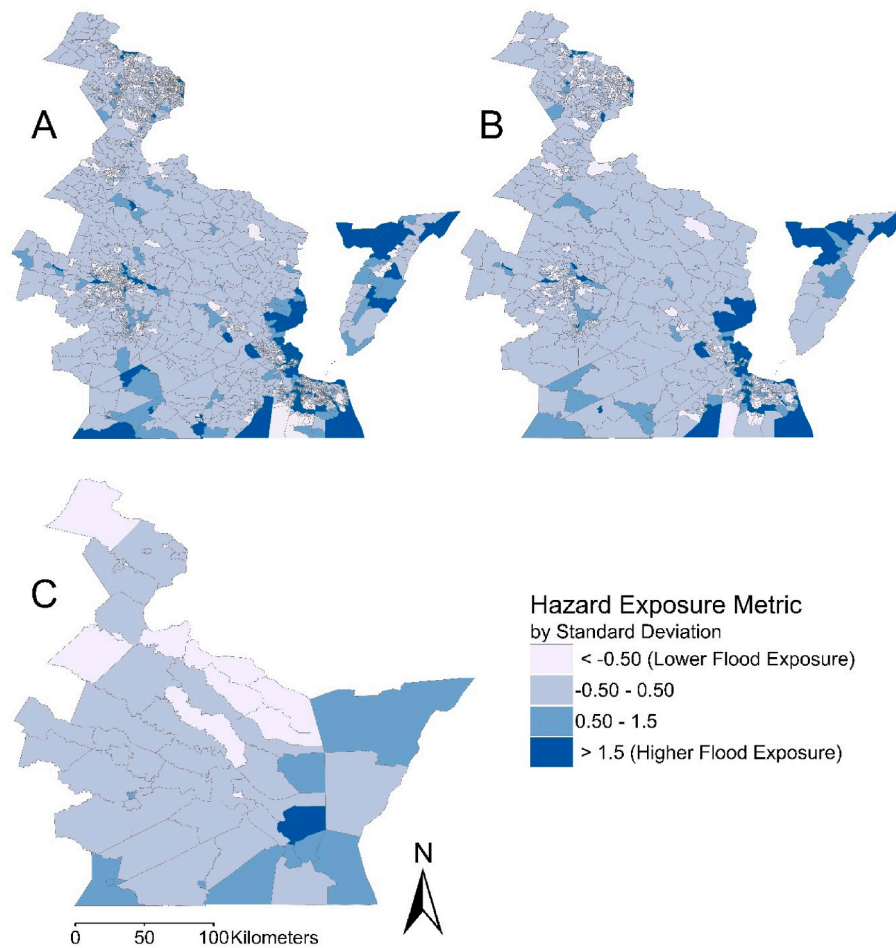 A
B
C
Hazard Exposure Metric
by Standard Deviation
< -0.50 (Lower Flood Exposure)
-0.50 - 0.50
0.50 - 1.5
> 1.5 (Higher Flood Exposure)
N
0 50 100 Kilometers